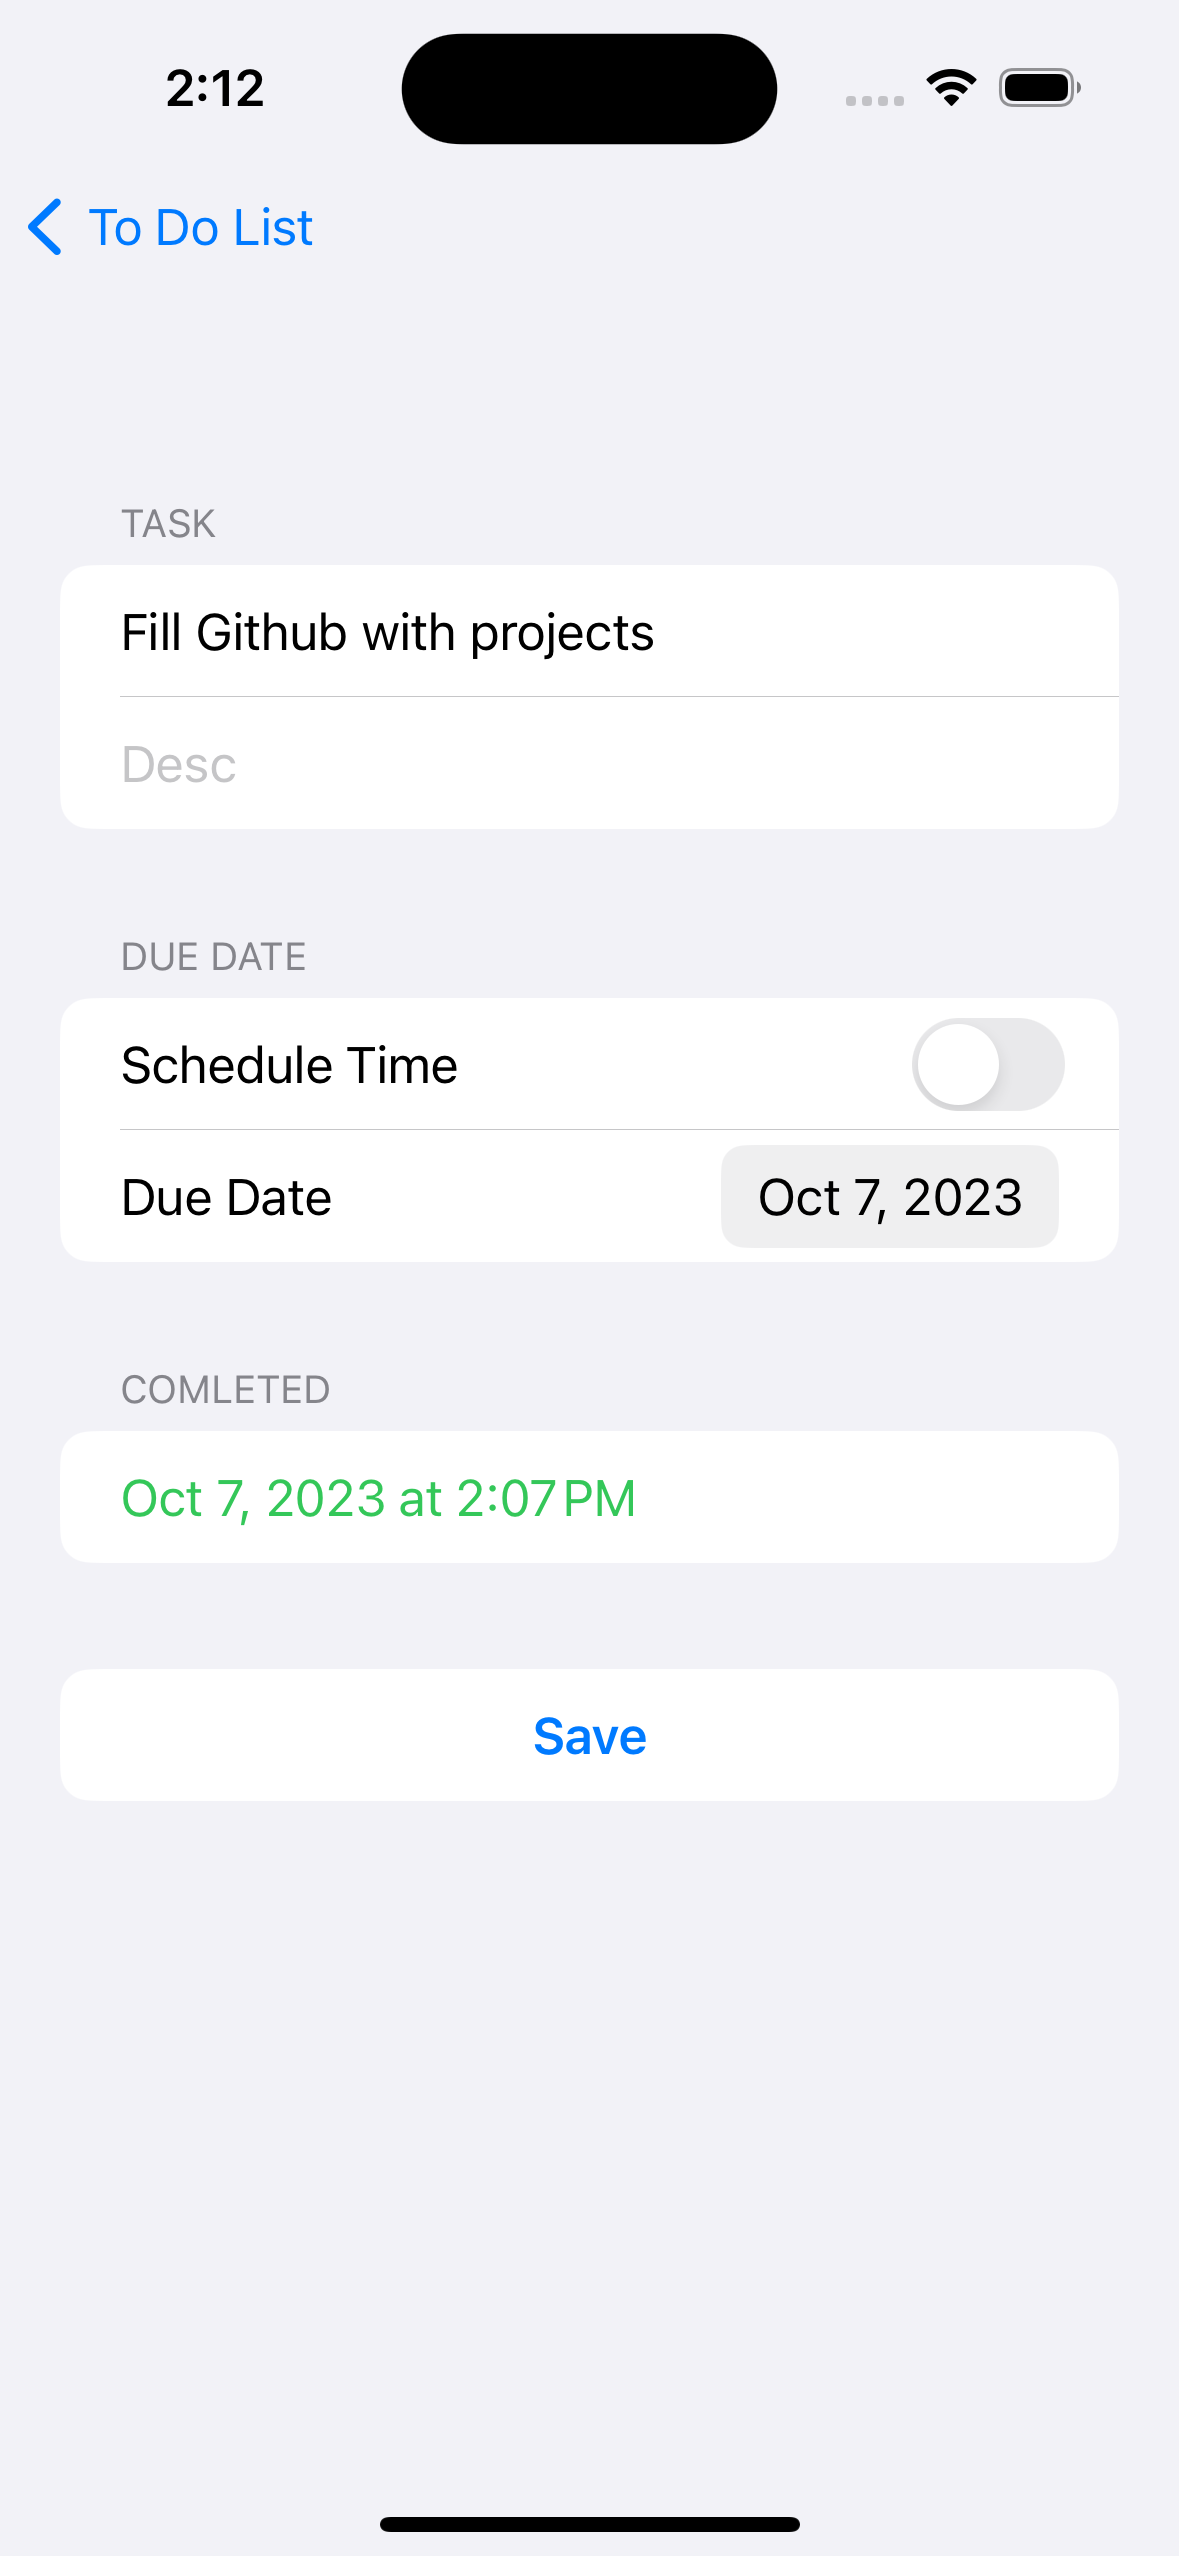 2:12
To Do List
TASK
Fill Github with projects
Desc
DUE DATE
Schedule Time
Due Date Oct 7, 2023
COMLETED
Oct 7, 2023 at 2:07 PM
Save